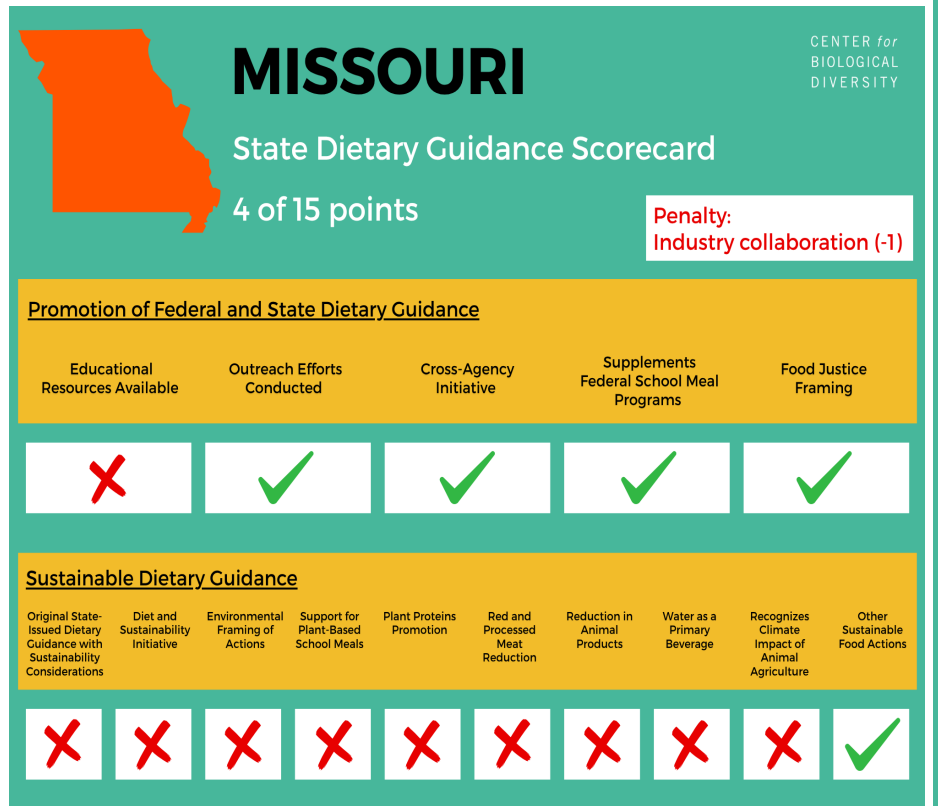 MISSOURI
CENTER for
BIOLOGICAL
DIVERSITY
State Dietary Guidance Scorecard
4 of 15 points
Penalty:
Industry collaboration (-1)
Promotion of Federal and State Dietary Guidance
Educational
Resources Available
Outreach Efforts
Conducted
Cross-Agency
Initiative
Supplements
Federal School Meal
Programs
Food Justice
Framing
Sustainable Dietary Guidance
Original State-
Issued Dietary
Guidance with
Sustainability
Considerations
Diet and
Sustainability
Initiative
Environmental
Framing of
Actions
Support for
Plant-Based
School Meals
Plant Proteins
Promotion
Red and
Processed
Meat
Reduction
Reduction in
Animal
Products
Water as a
Primary
Beverage
Recognizes
Climate
Impact of
Animal
Agriculture
Other
Sustainable
Food Actions